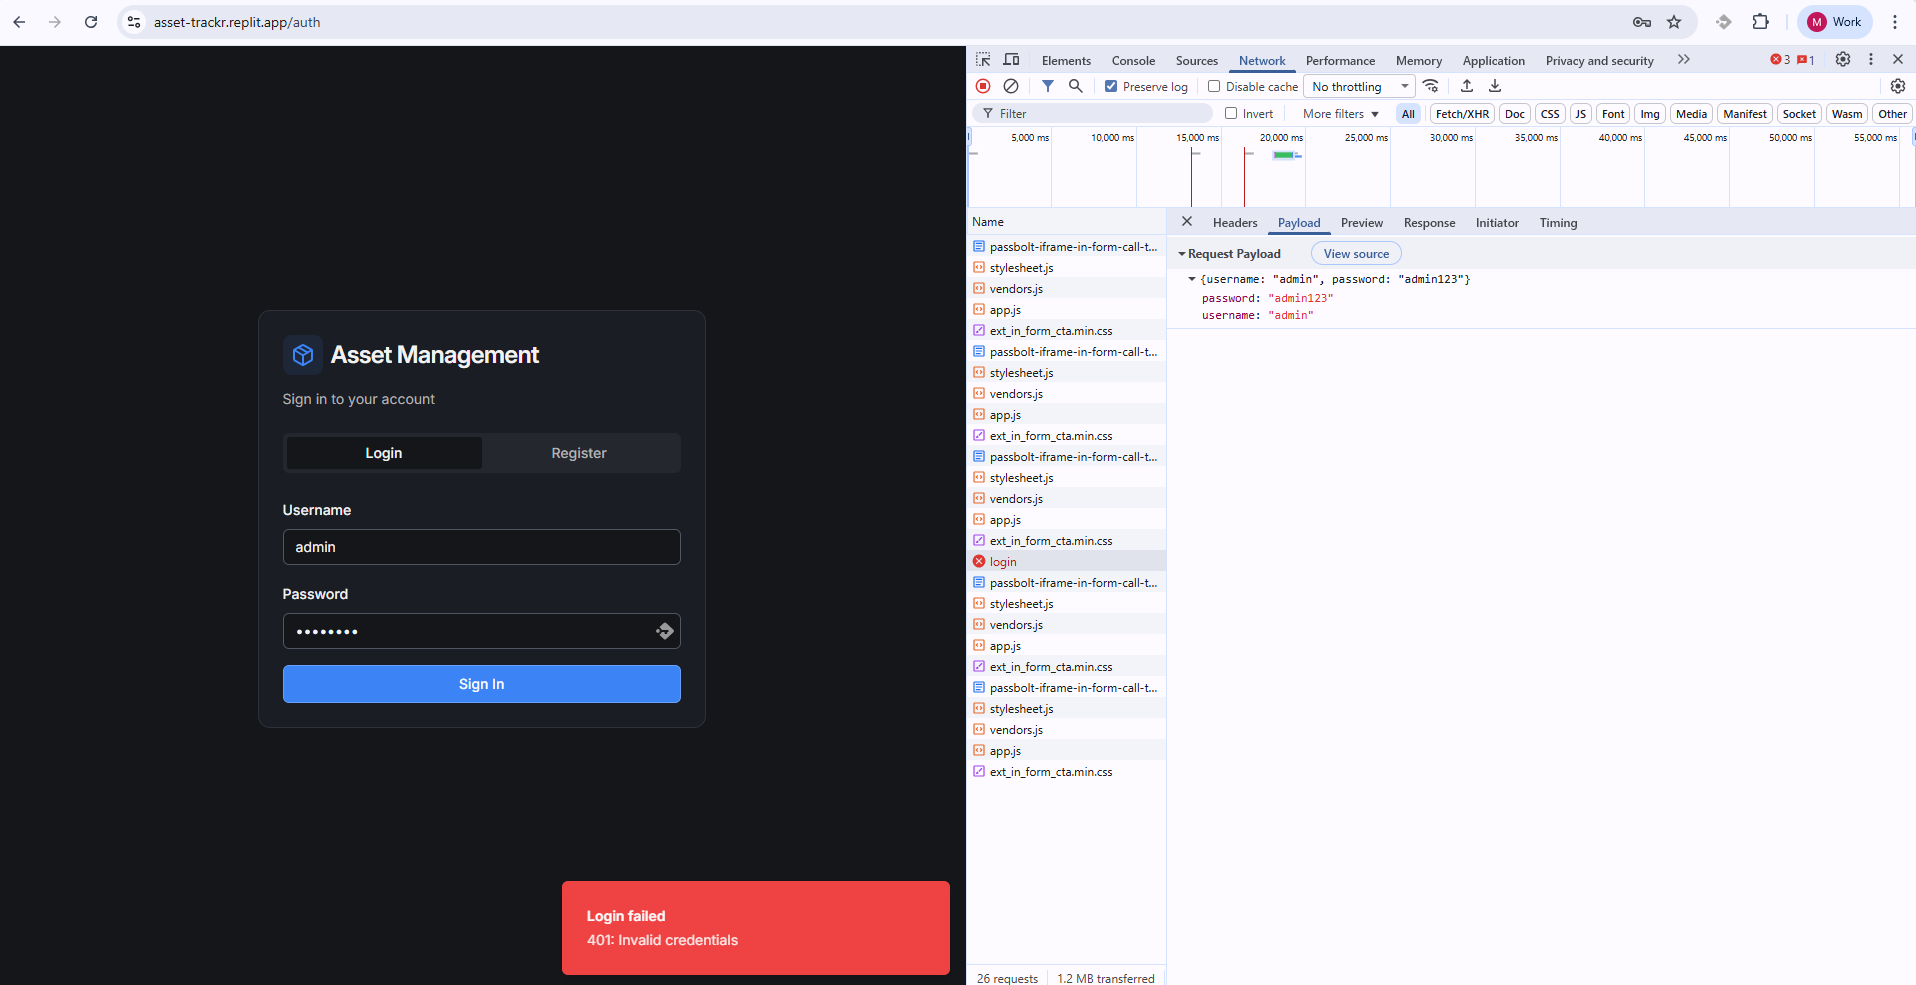 asset-trackr.replit.app/auth
M Work
Asset Management
Sign in to your account
Login Register
Username
admin
Password
••••••••
Sign In
Login failed
401: Invalid credentials
Elements Console Sources Network Performance Memory Application Privacy and security 3 1
Preserve log Disable cache No throttling
Filter Invert More filters All Fetch/XHR Doc CSS JS Font Img Media Manifest Socket Wasm Other
5,000 ms 10,000 ms 15,000 ms 20,000 ms 25,000 ms 30,000 ms 35,000 ms 40,000 ms 45,000 ms 50,000 ms 55,000 ms
Name
passbolt-iframe-in-form-call-t...
stylesheet.js
vendors.js
app.js
ext_in_form_cta.min.css
passbolt-iframe-in-form-call-t...
stylesheet.js
vendors.js
app.js
ext_in_form_cta.min.css
passbolt-iframe-in-form-call-t...
stylesheet.js
vendors.js
app.js
ext_in_form_cta.min.css
login
passbolt-iframe-in-form-call-t...
stylesheet.js
vendors.js
app.js
ext_in_form_cta.min.css
passbolt-iframe-in-form-call-t...
stylesheet.js
vendors.js
app.js
ext_in_form_cta.min.css
26 requests 1.2 MB transferred
Headers Payload Preview Response Initiator Timing
Request Payload View source
{username: "admin", password: "admin123"}
password: "admin123"
username: "admin"